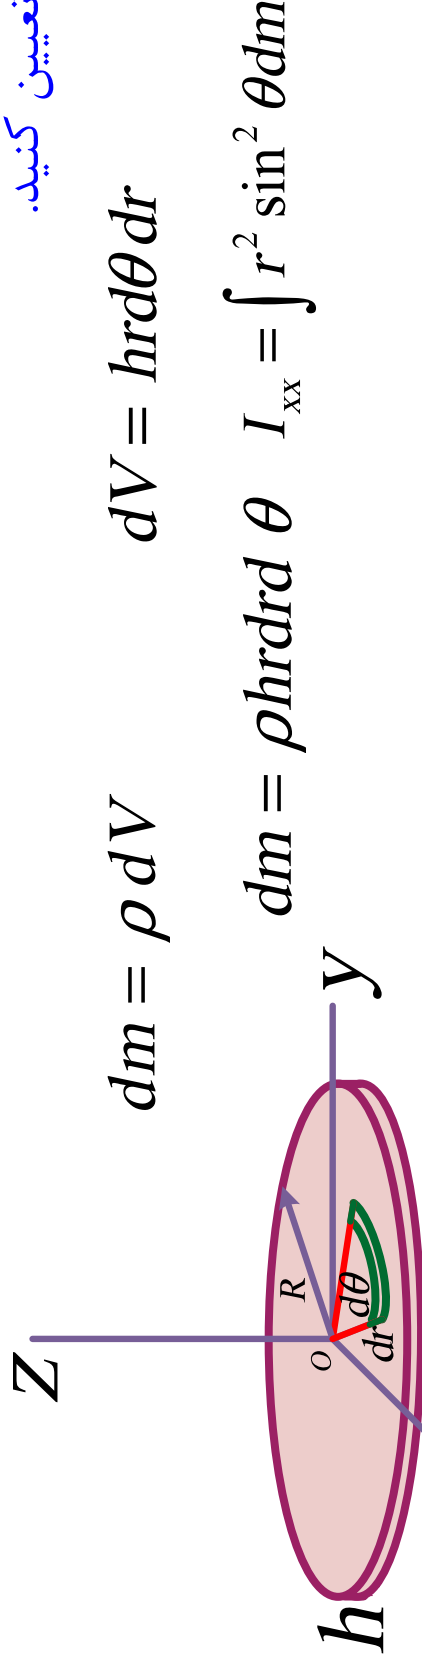 تعیین کنید.
dm = ρ dV dV = hrdθ dr
dm = ρhrdrd θ I_xx = ∫ r² sin² θdm
Z
y
R
o
dθ
dr
h